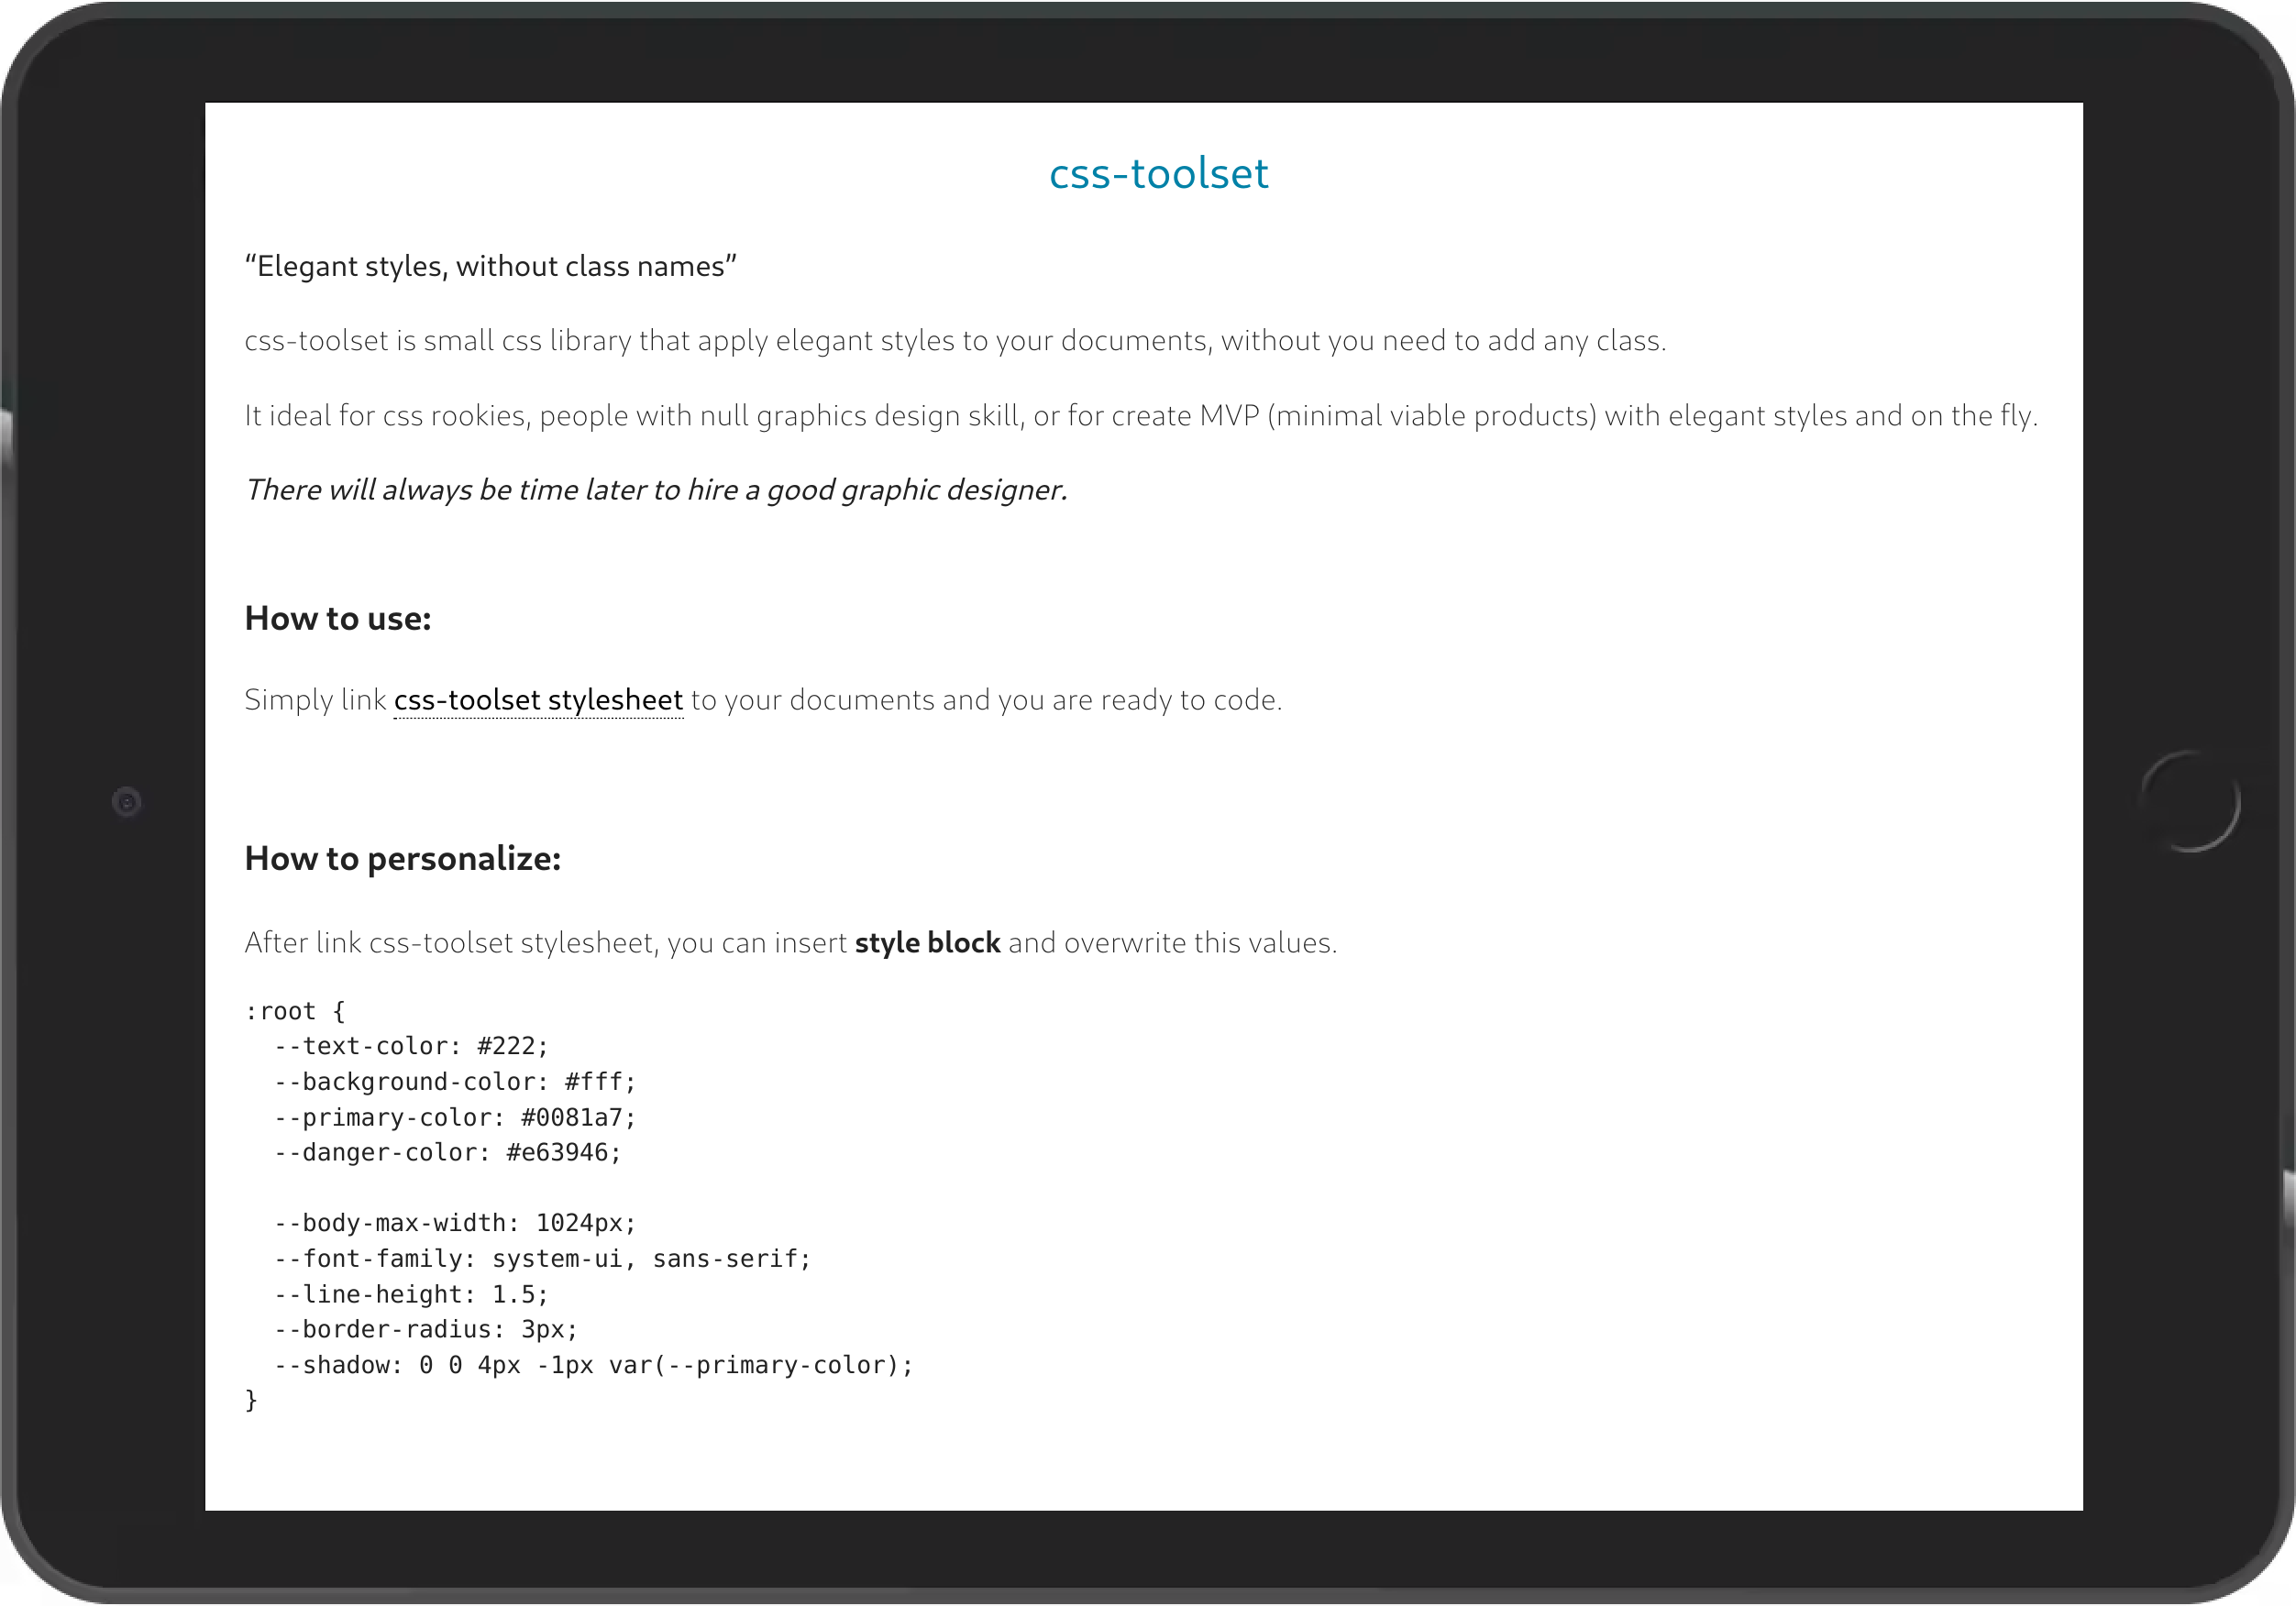 css-toolset
“Elegant styles, without class names”
css-toolset is small css library that apply elegant styles to your documents, without you need to add any class.
It ideal for css rookies, people with null graphics design skill, or for create MVP (minimal viable products) with elegant styles and on the fly.
There will always be time later to hire a good graphic designer.
How to use:
Simply link css-toolset stylesheet to your documents and you are ready to code.
How to personalize:
After link css-toolset stylesheet, you can insert style block and overwrite this values.
:root {
  --text-color: #222;
  --background-color: #fff;
  --primary-color: #0081a7;
  --danger-color: #e63946;
  --body-max-width: 1024px;
  --font-family: system-ui, sans-serif;
  --line-height: 1.5;
  --border-radius: 3px;
  --shadow: 0 0 4px -1px var(--primary-color);
}